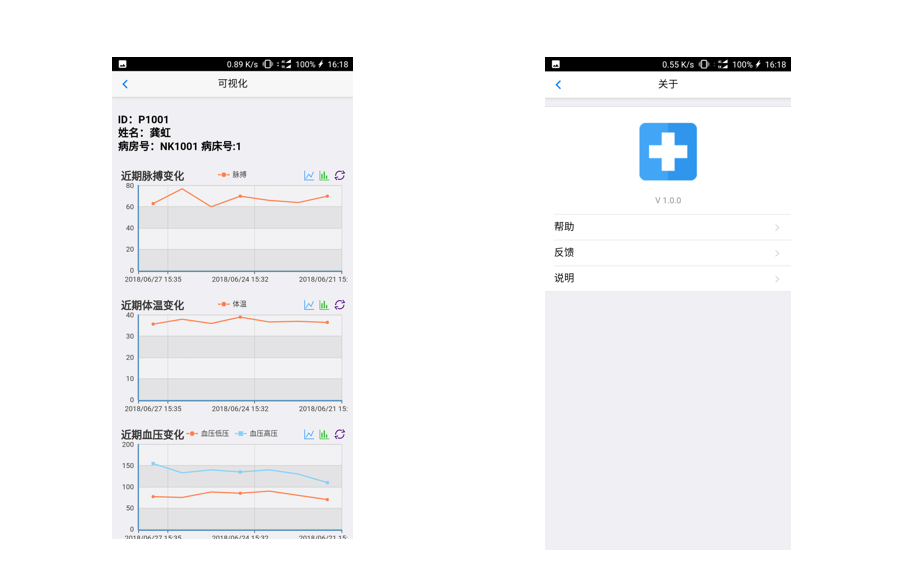 0.89 K/s 100% 16:18
可视化
ID: P1001
姓名: 龚虹
病房号: NK1001 病床号:1
近期脉搏变化 脉搏
80
60
40
20
0
2018/06/27 15:35 2018/06/24 15:32 2018/06/21 15:
近期体温变化 体温
40
30
20
10
0
2018/06/27 15:35 2018/06/24 15:32 2018/06/21 15:
近期血压变化 血压低压 血压高压
200
150
100
50
0
2018/06/27 15:35 2018/06/24 15:32 2018/06/21 15:
0.55 K/s 100% 16:18
关于
V 1.0.0
帮助
反馈
说明